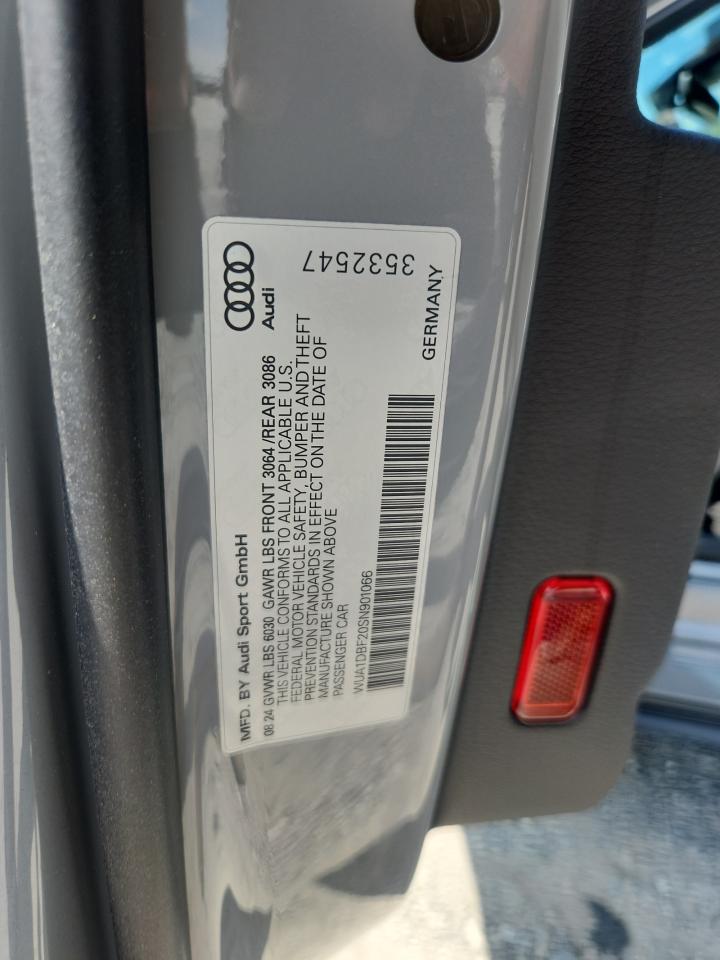 Audi
3532547
MFD. BY Audi Sport GmbH
08 24 GVWR LBS 6030 GAWR LBS FRONT 3064 /REAR 3086
THIS VEHICLE CONFORMS TO ALL APPLICABLE U.S.
FEDERAL MOTOR VEHICLE SAFETY, BUMPER AND THEFT
PREVENTION STANDARDS IN EFFECT ON THE DATE OF
MANUFACTURE SHOWN ABOVE
PASSENGER CAR
WUA1DBF20SN901066
GERMANY